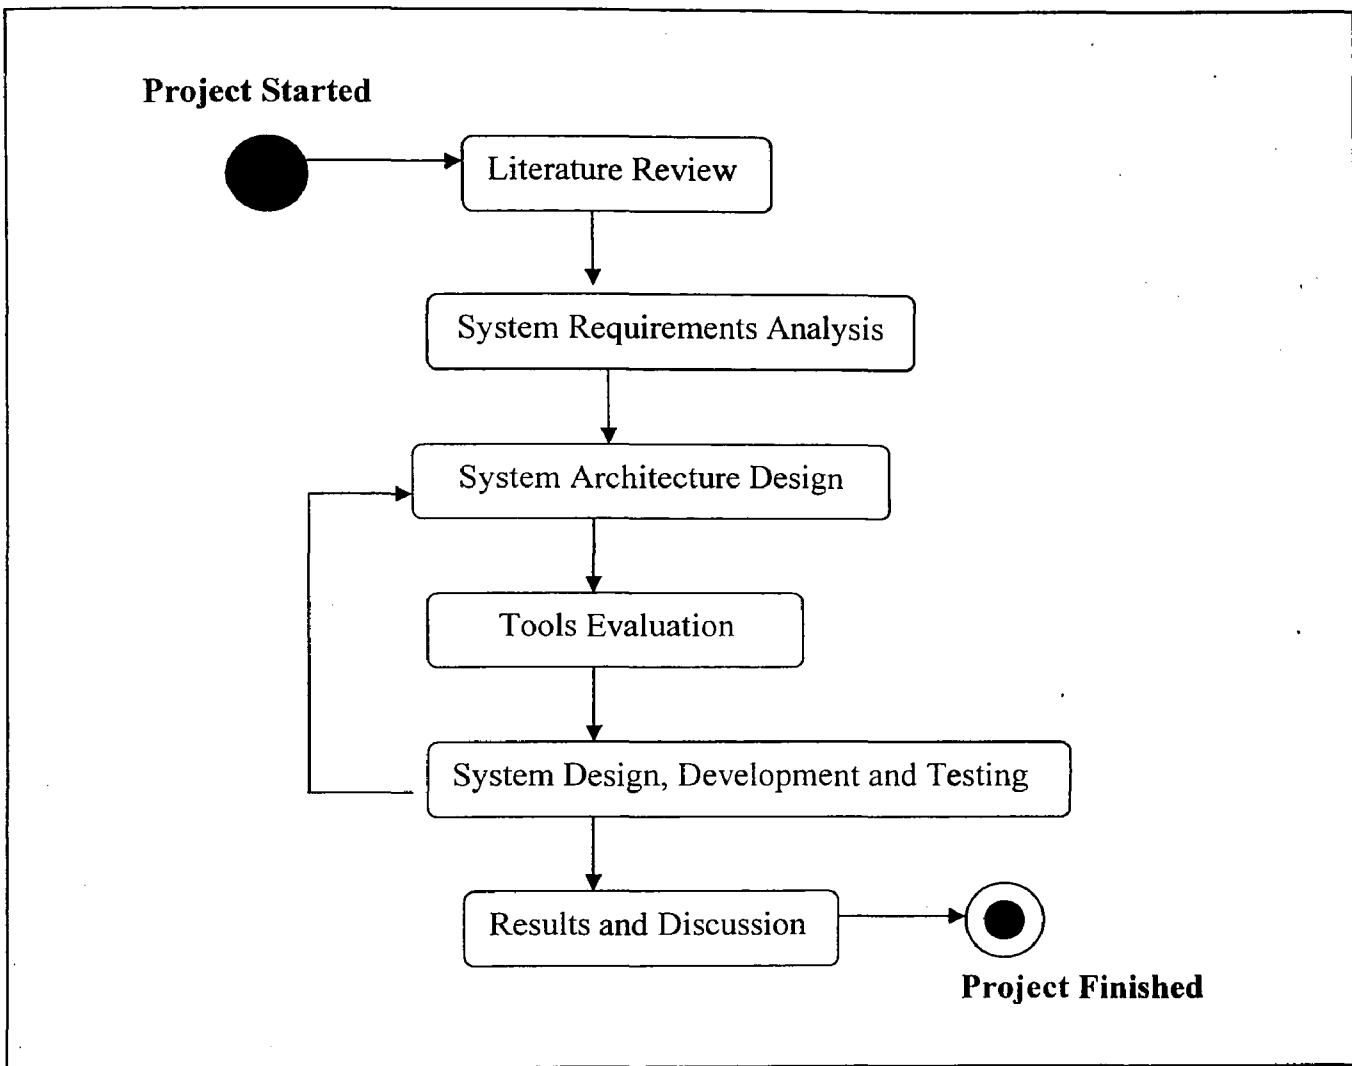 Project Started
Literature Review
System Requirements Analysis
System Architecture Design
Tools Evaluation
System Design, Development and Testing
Results and Discussion
Project Finished